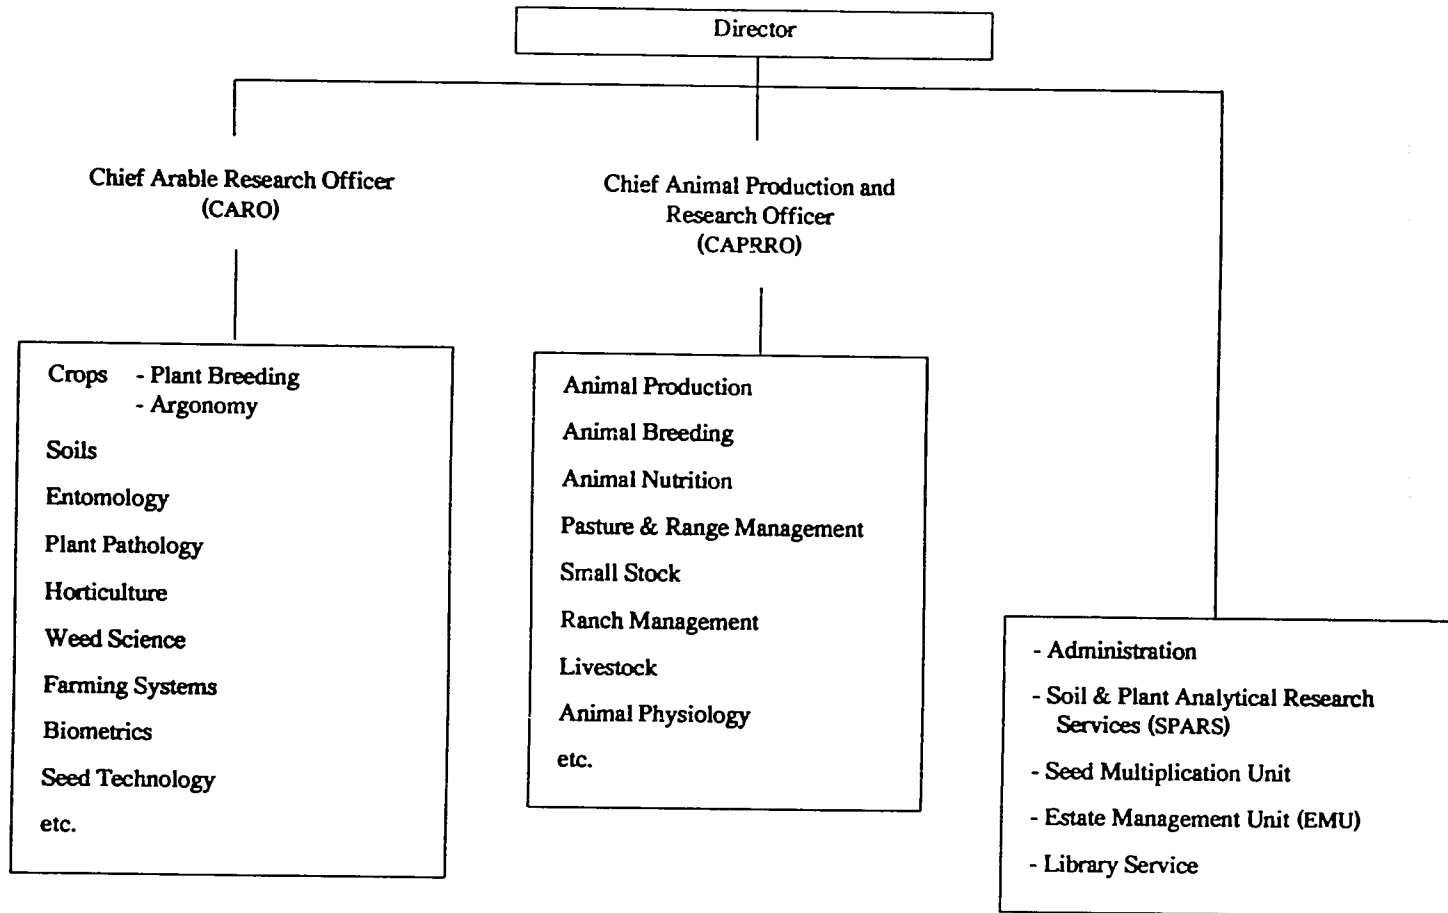 Director
Chief Arable Research Officer
(CARO)
Chief Animal Production and
Research Officer
(CAPRRO)
Crops - Plant Breeding
- Argonomy
Soils
Entomology
Plant Pathology
Horticulture
Weed Science
Farming Systems
Biometrics
Seed Technology
etc.
Animal Production
Animal Breeding
Animal Nutrition
Pasture & Range Management
Small Stock
Ranch Management
Livestock
Animal Physiology
etc.
- Administration
- Soil & Plant Analytical Research
Services (SPARS)
- Seed Multiplication Unit
- Estate Management Unit (EMU)
- Library Service